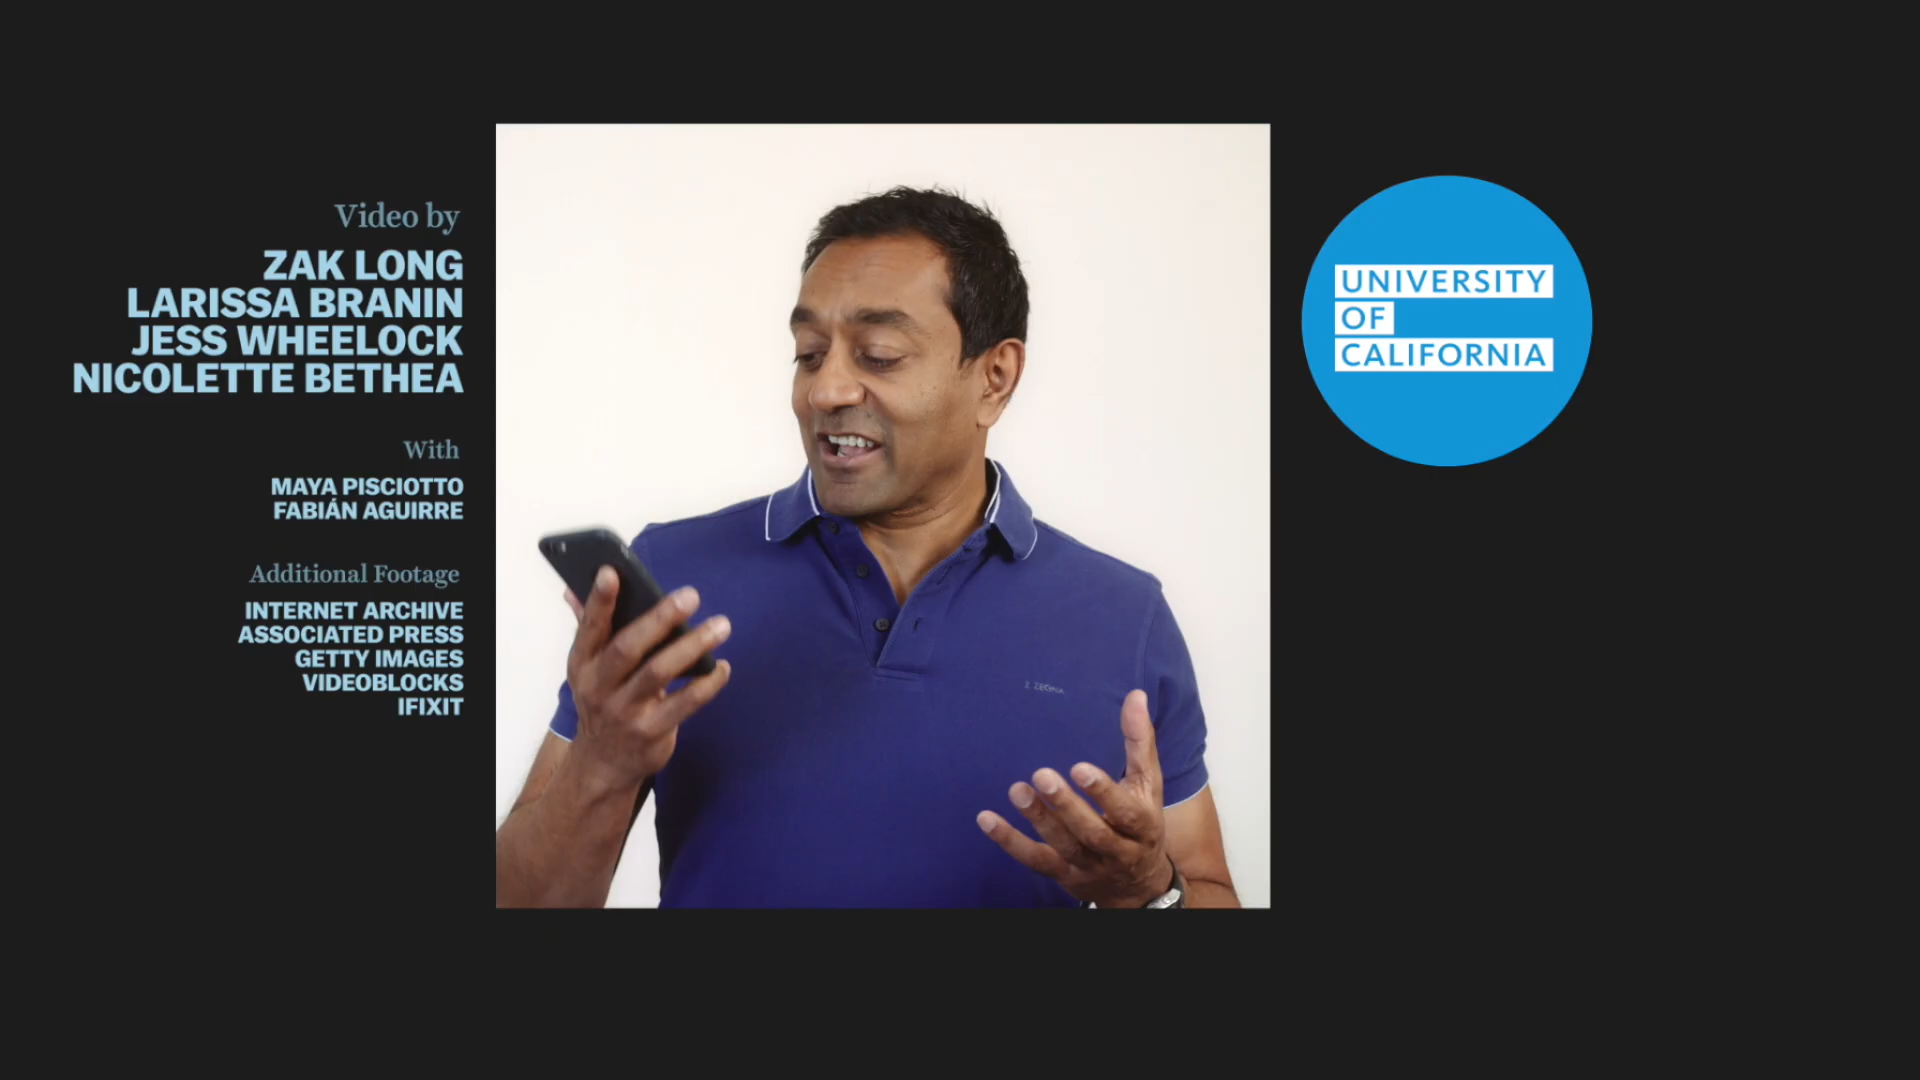 Video by
ZAK LONG
LARISSA BRANIN
JESS WHEELOCK
NICOLETTE BETHEA
With
MAYA PISCIOTTO
FABIÁN AGUIRRE
Additional Footage
INTERNET ARCHIVE
ASSOCIATED PRESS
GETTY IMAGES
VIDEOBLOCKS
IFIXIT
Z ZEGNA
UNIVERSITY
OF
CALIFORNIA